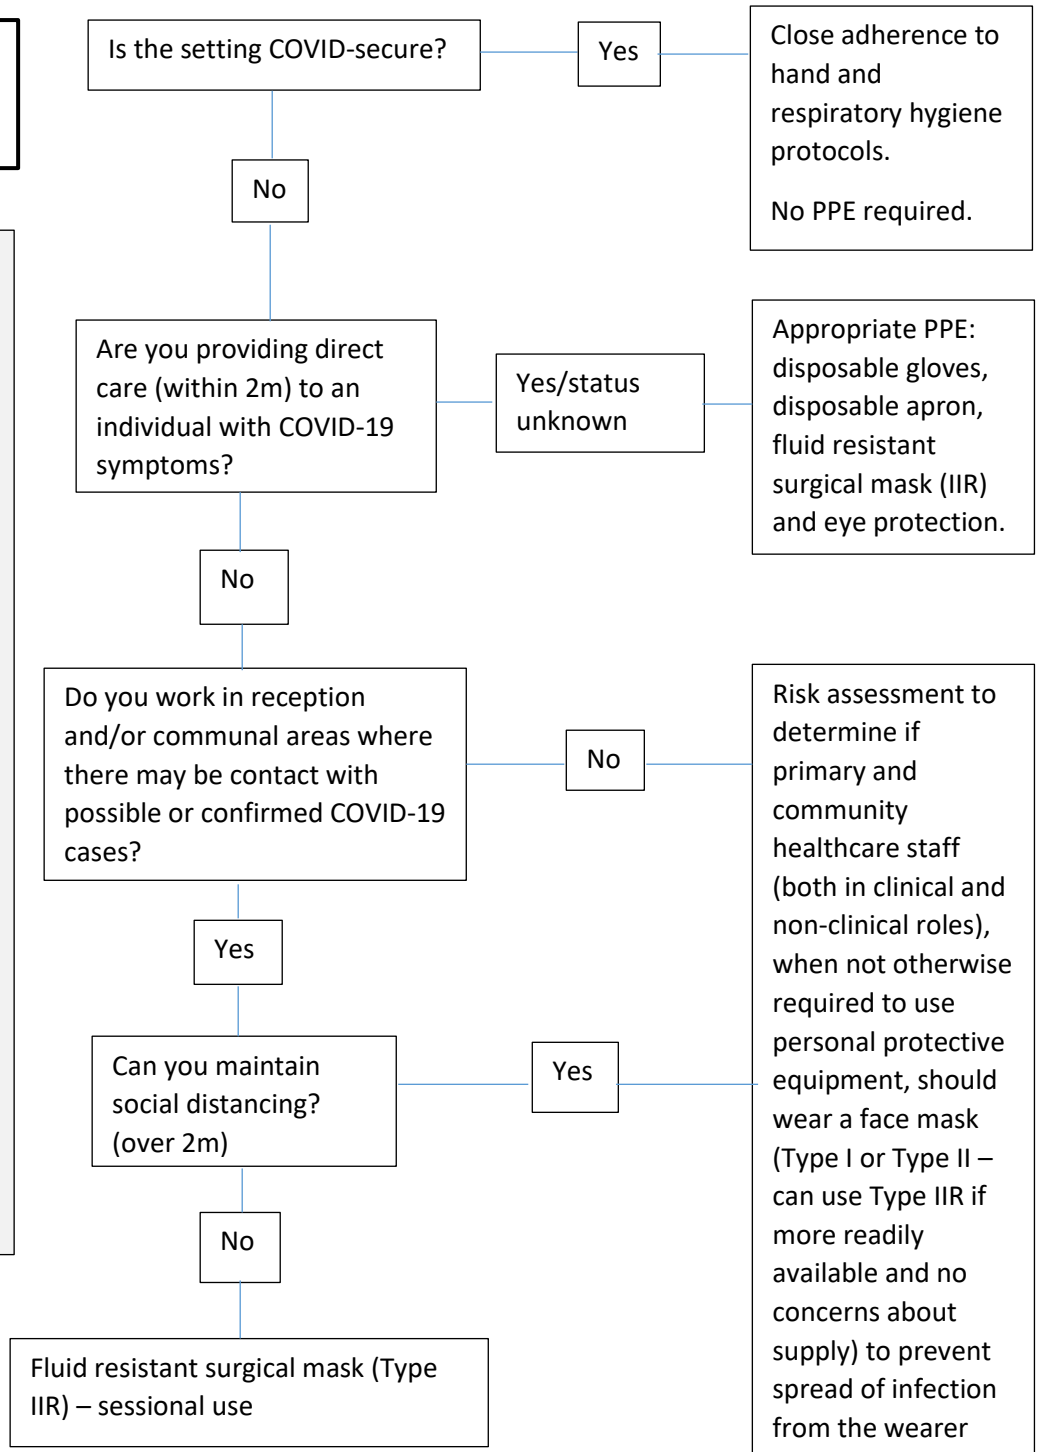 Is the setting COVID-secure?
Yes
Close adherence to
hand and
respiratory hygiene
protocols.
No PPE required.
No
Are you providing direct
care (within 2m) to an
individual with COVID-19
symptoms?
Yes/status
unknown
Appropriate PPE:
disposable gloves,
disposable apron,
fluid resistant
surgical mask (IIR)
and eye protection.
No
Do you work in reception
and/or communal areas where
there may be contact with
possible or confirmed COVID-19
cases?
No
Risk assessment to
determine if
primary and
community
healthcare staff
(both in clinical and
non-clinical roles),
when not otherwise
required to use
personal protective
equipment, should
wear a face mask
(Type I or Type II –
can use Type IIR if
more readily
available and no
concerns about
supply) to prevent
spread of infection
from the wearer
Yes
Can you maintain
social distancing?
(over 2m)
Yes
No
Fluid resistant surgical mask (Type
IIR) – sessional use